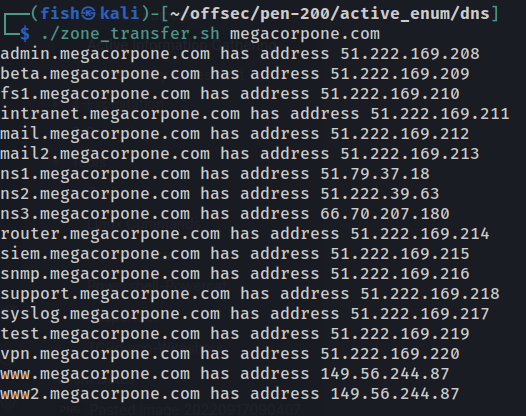 (fish㉿kali)-[~/offsec/pen-200/active_enum/dns]
$ ./zone_transfer.sh megacorpone.com
admin.megacorpone.com has address 51.222.169.208
beta.megacorpone.com has address 51.222.169.209
fs1.megacorpone.com has address 51.222.169.210
intranet.megacorpone.com has address 51.222.169.211
mail.megacorpone.com has address 51.222.169.212
mail2.megacorpone.com has address 51.222.169.213
ns1.megacorpone.com has address 51.79.37.18
ns2.megacorpone.com has address 51.222.39.63
ns3.megacorpone.com has address 66.70.207.180
router.megacorpone.com has address 51.222.169.214
siem.megacorpone.com has address 51.222.169.215
snmp.megacorpone.com has address 51.222.169.216
support.megacorpone.com has address 51.222.169.218
syslog.megacorpone.com has address 51.222.169.217
test.megacorpone.com has address 51.222.169.219
vpn.megacorpone.com has address 51.222.169.220
www.megacorpone.com has address 149.56.244.87
www2.megacorpone.com has address 149.56.244.87